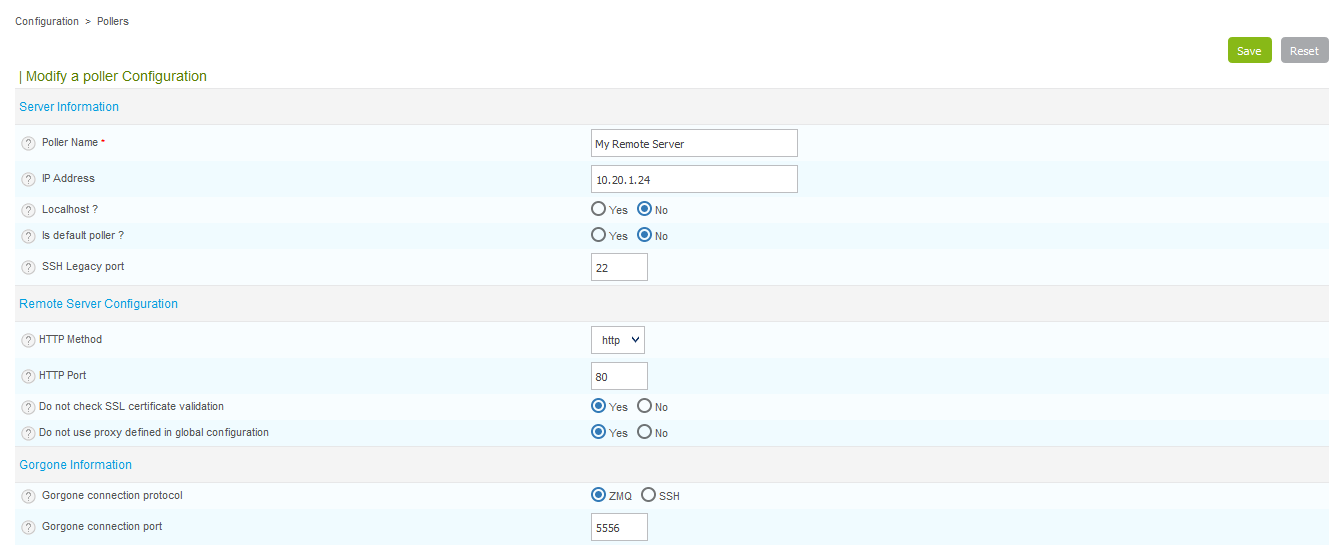 Configuration > Pollers
Save Reset
| Modify a poller Configuration
Server Information
? Poller Name * My Remote Server
? IP Address 10.20.1.24
? Localhost ? Yes No
? Is default poller ? Yes No
? SSH Legacy port 22
Remote Server Configuration
? HTTP Method http
? HTTP Port 80
? Do not check SSL certificate validation Yes No
? Do not use proxy defined in global configuration Yes No
Gorgone Information
? Gorgone connection protocol ZMQ SSH
? Gorgone connection port 5556